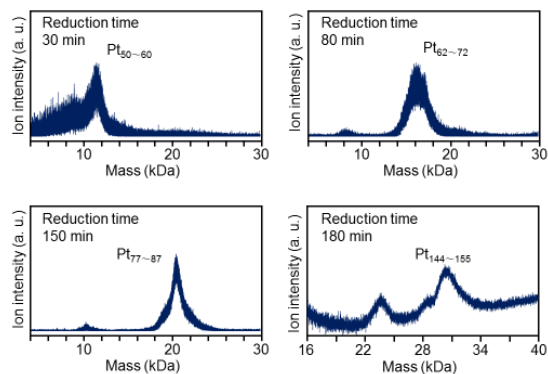 Reduction time
30 min
Pt50~60
Ion intensity (a. u.)
10 20 30
Mass (kDa)
Reduction time
80 min
Pt62~72
Ion intensity (a. u.)
10 20 30
Mass (kDa)
Reduction time
150 min
Pt77~87
Ion intensity (a. u.)
10 20 30
Mass (kDa)
Reduction time
180 min
Pt144~155
Ion intensity (a. u.)
16 22 28 34 40
Mass (kDa)